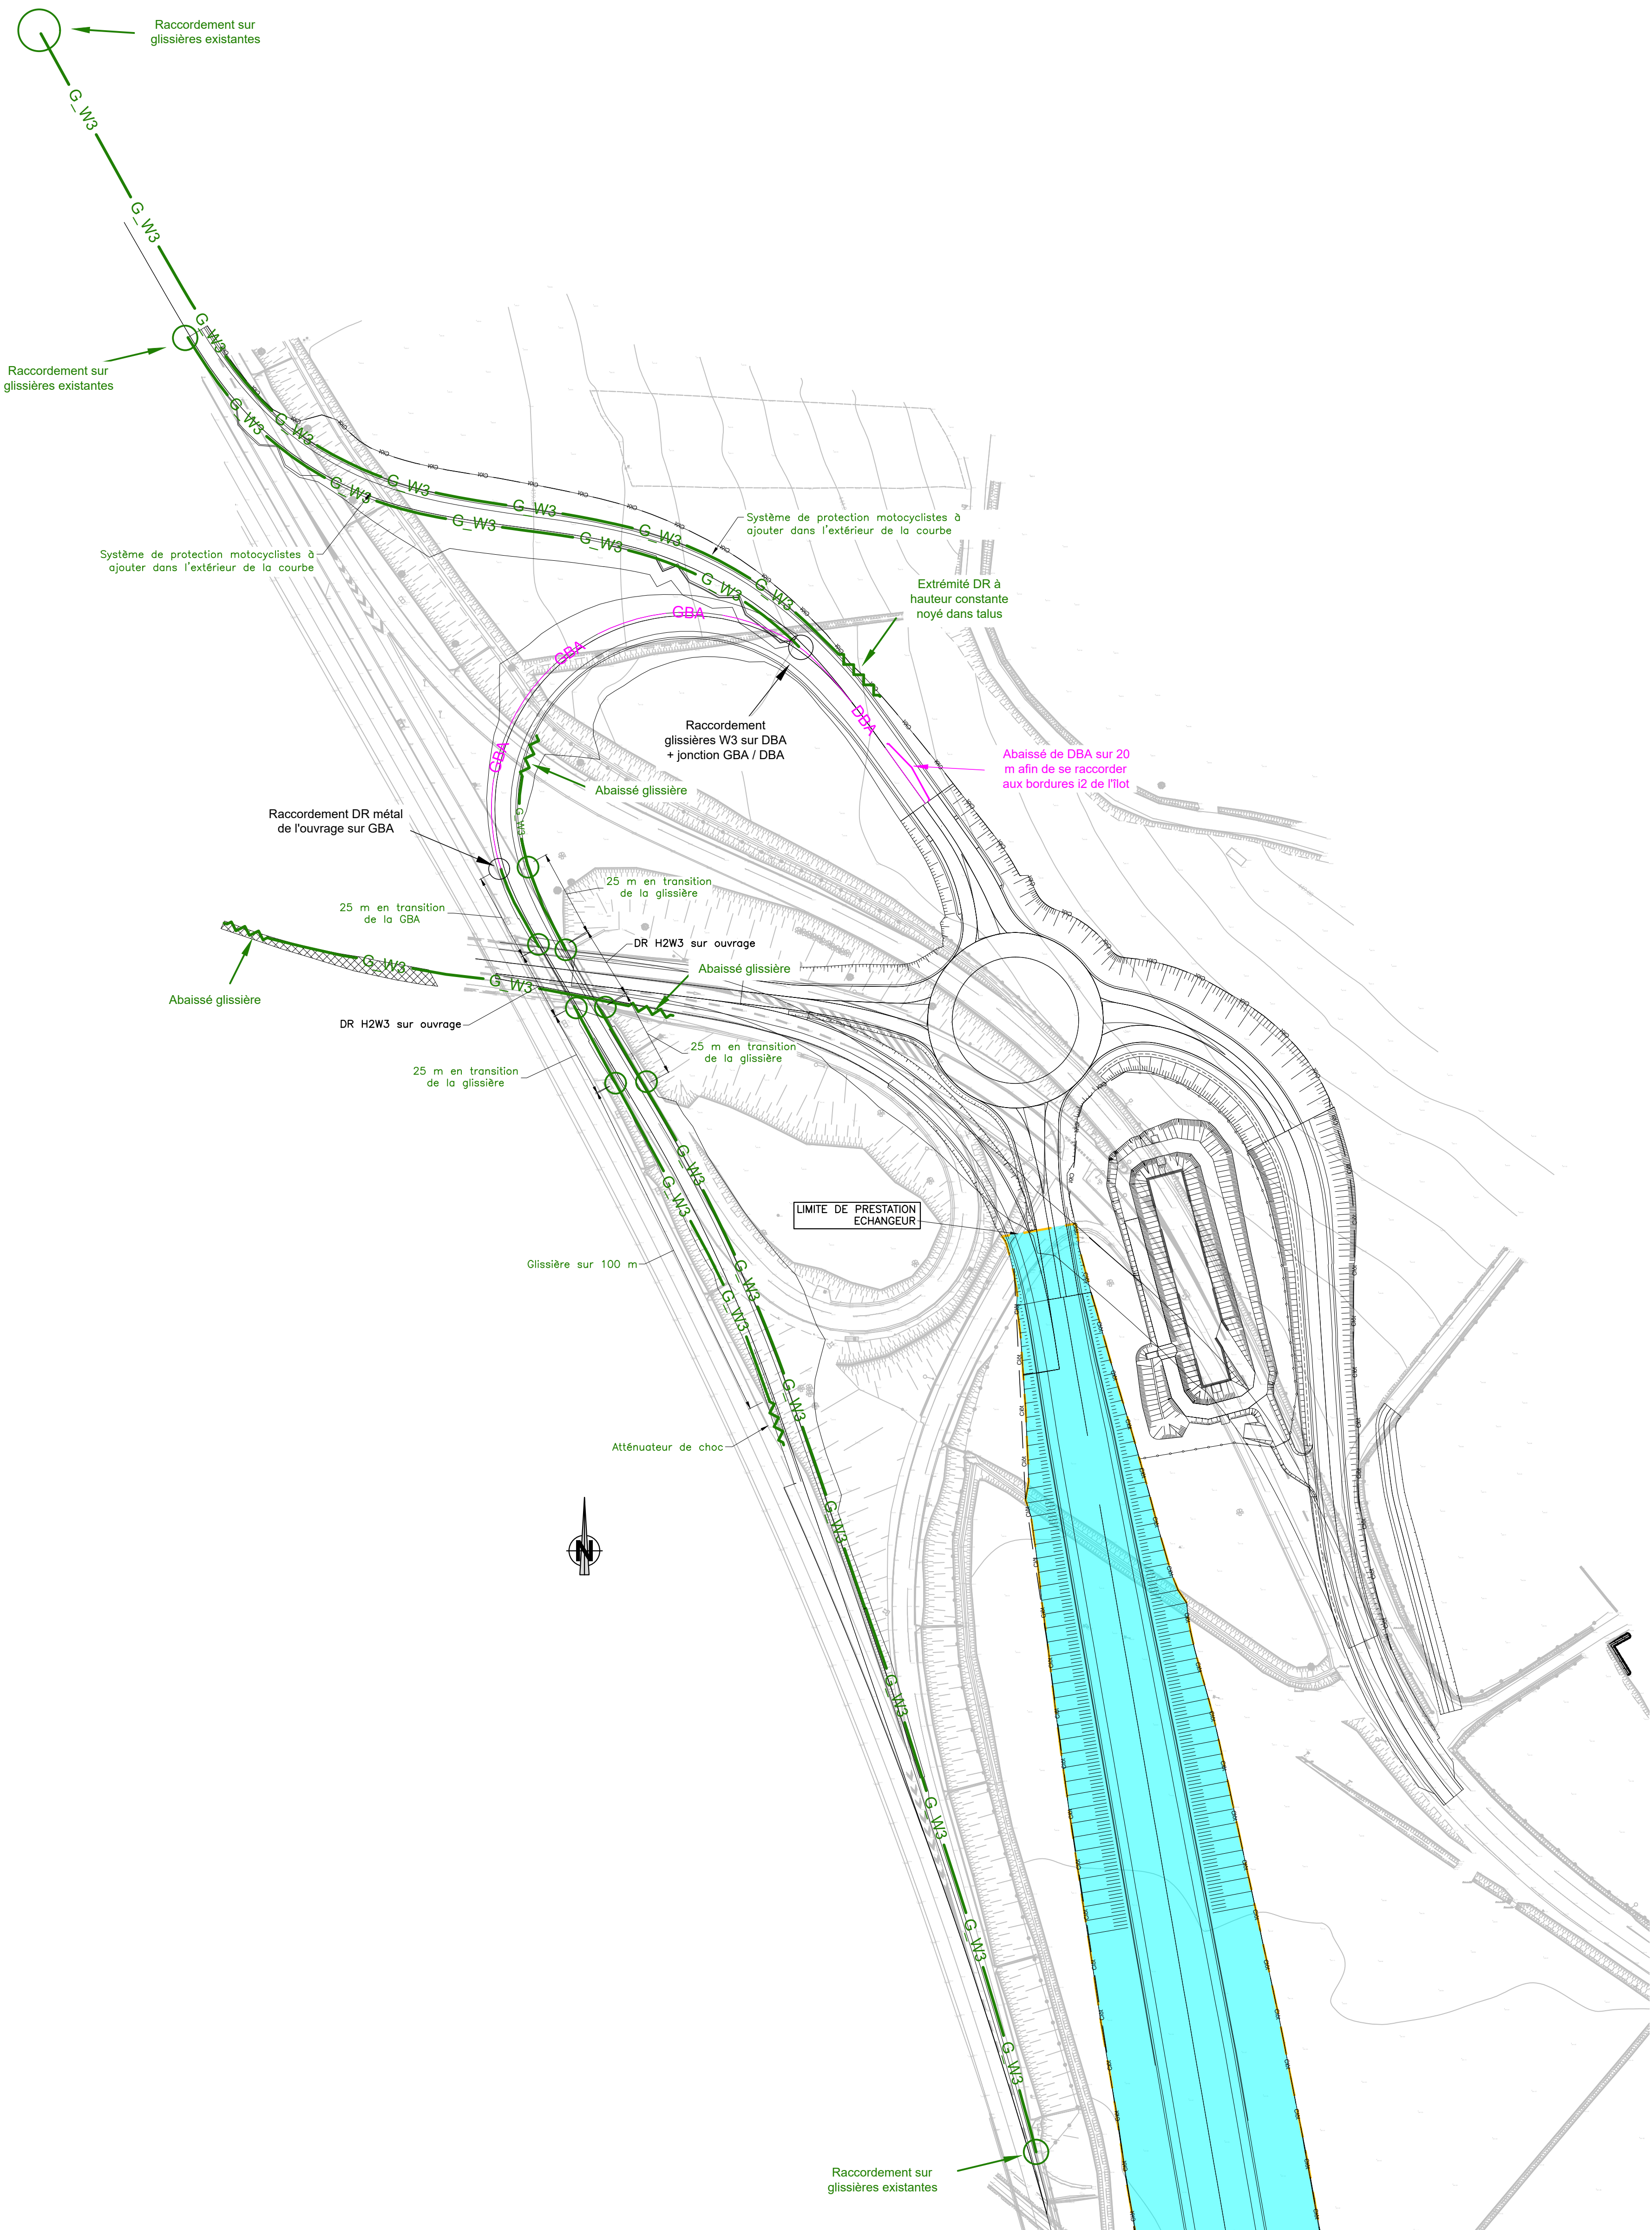 Raccordement sur
glissières existantes
G_W3
G_W3
G_W3
Raccordement sur
glissières existantes
G_W3
G_W3
G_W3
G_W3
G_W3
G_W3
G_W3
G_W3
G_W3
G_W3
G_W3
Système de protection motocyclistes à
ajouter dans l'extérieur de la courbe
Système de protection motocyclistes à
ajouter dans l'extérieur de la courbe
Extrémité DR à
hauteur constante
noyé dans talus
GBA
GBA
GBA
DBA
Raccordement
glissières W3 sur DBA
+ jonction GBA / DBA
Abaissé de DBA sur 20
m afin de se raccorder
aux bordures i2 de l'îlot
Abaissé glissière
G_W3
Raccordement DR métal
de l'ouvrage sur GBA
25 m en transition
de la glissière
25 m en transition
de la GBA
DR H2W3 sur ouvrage
Abaissé glissière
G_W3
G_W3
Abaissé glissière
DR H2W3 sur ouvrage
25 m en transition
de la glissière
25 m en transition
de la glissière
G_W3
G_W3
LIMITE DE PRESTATION
ECHANGEUR
Glissière sur 100 m
G_W3
G_W3
G_W3
Atténuateur de choc
G_W3
N
G_W3
G_W3
G_W3
G_W3
Raccordement sur
glissières existantes